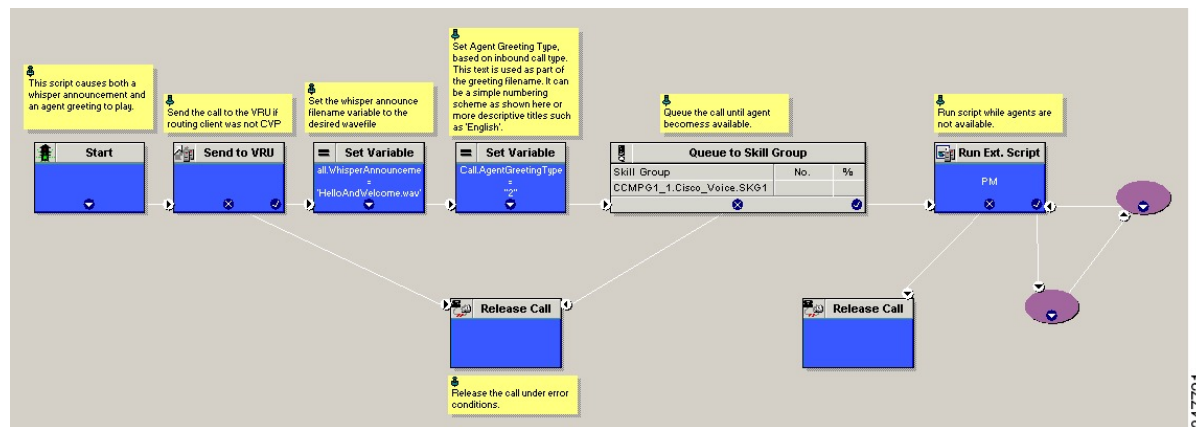 This script causes both a
whisper announcement and
an agent greeting to play.
Send the call to the VRU if
routing client was not CVP
Set the whisper announce
filename variable to the
desired wavefile
Set Agent Greeting Type,
based on inbound call type.
This text is used as part of
the greeting filename. It can
be a simple numbering
scheme as shown here or
more descriptive titles such
as 'English'.
Queue the call until agent
becomess available.
Run script while agents are
not available.
Start
Send to VRU
Set Variable
all.WhisperAnnounceme
=
'HelloAndWelcome.wav'
Set Variable
Call.AgentGreetingType
=
"2"
Queue to Skill Group
Skill Group No. %
CCMPG1_1.Cisco_Voice.SKG1
Run Ext. Script
PM
Release Call
Release Call
Release the call under error
conditions.